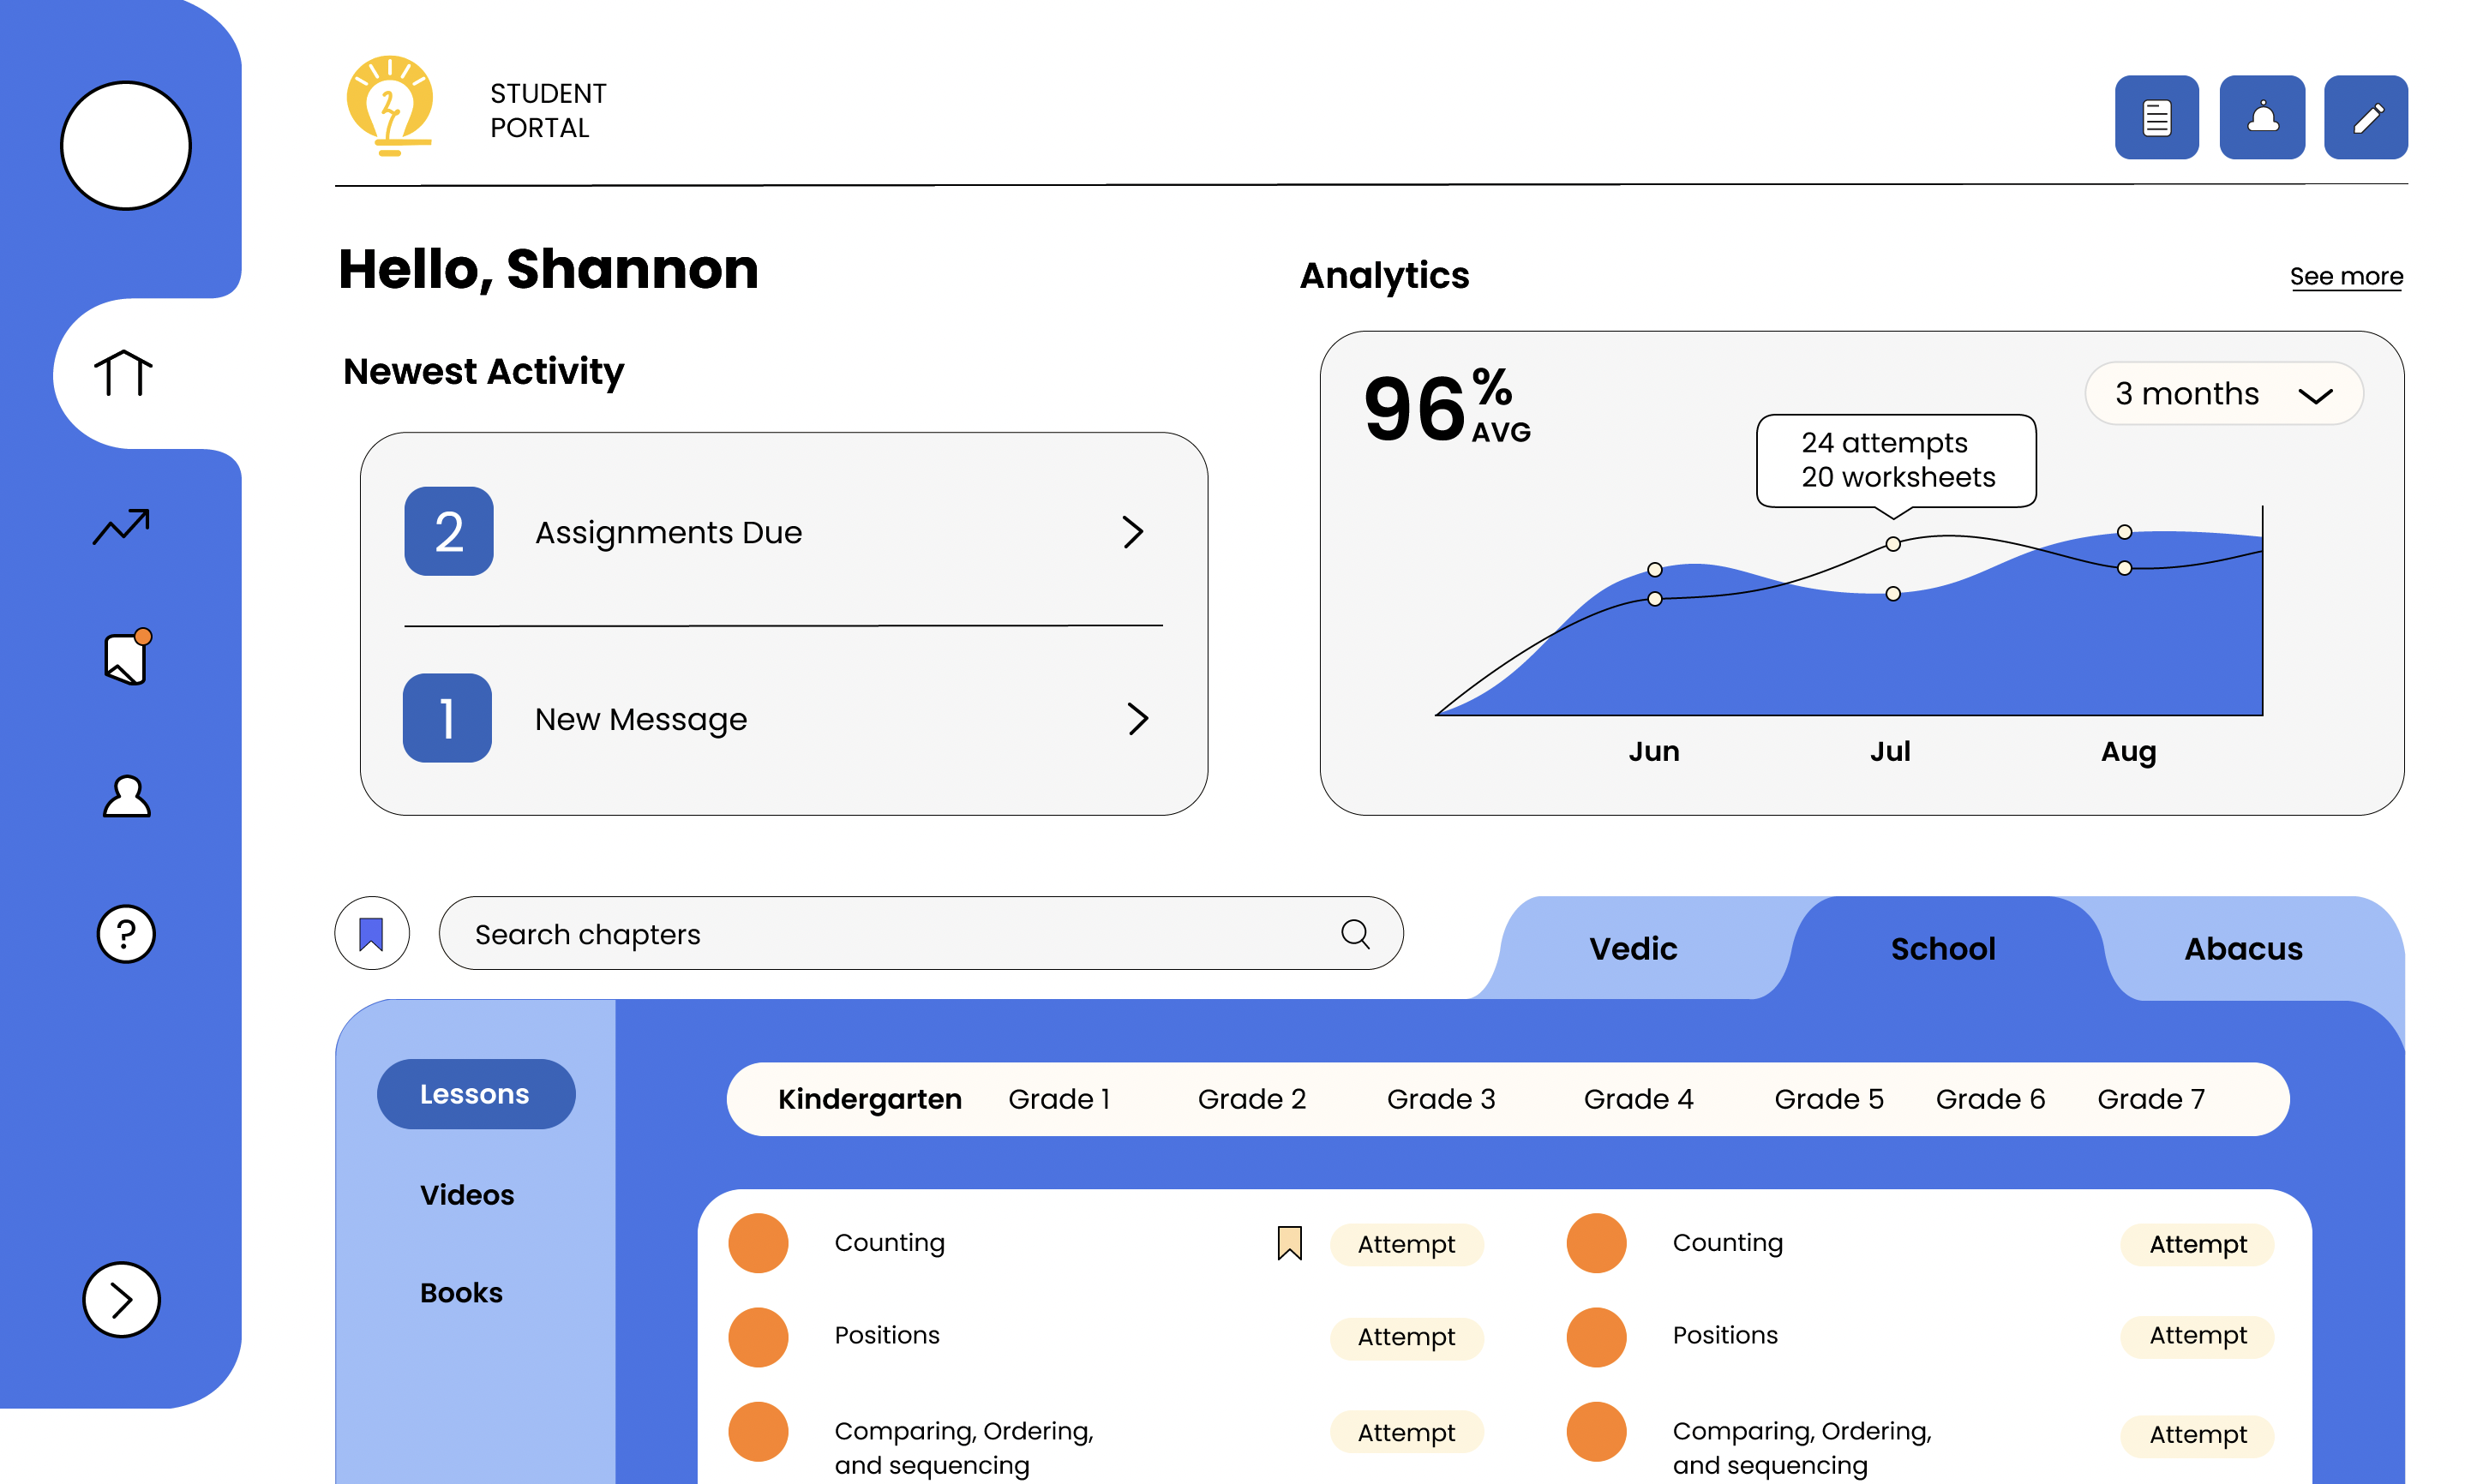 STUDENT
PORTAL
Hello, Shannon
Newest Activity
2 Assignments Due
1 New Message
Analytics
See more
96% AVG
3 months
24 attempts
20 worksheets
Jun Jul Aug
?
Search chapters
Vedic School Abacus
Lessons
Videos
Books
Kindergarten Grade 1 Grade 2 Grade 3 Grade 4 Grade 5 Grade 6 Grade 7
Counting Attempt Counting Attempt
Positions Attempt Positions Attempt
Comparing, Ordering, Attempt Comparing, Ordering, Attempt
and sequencing and sequencing